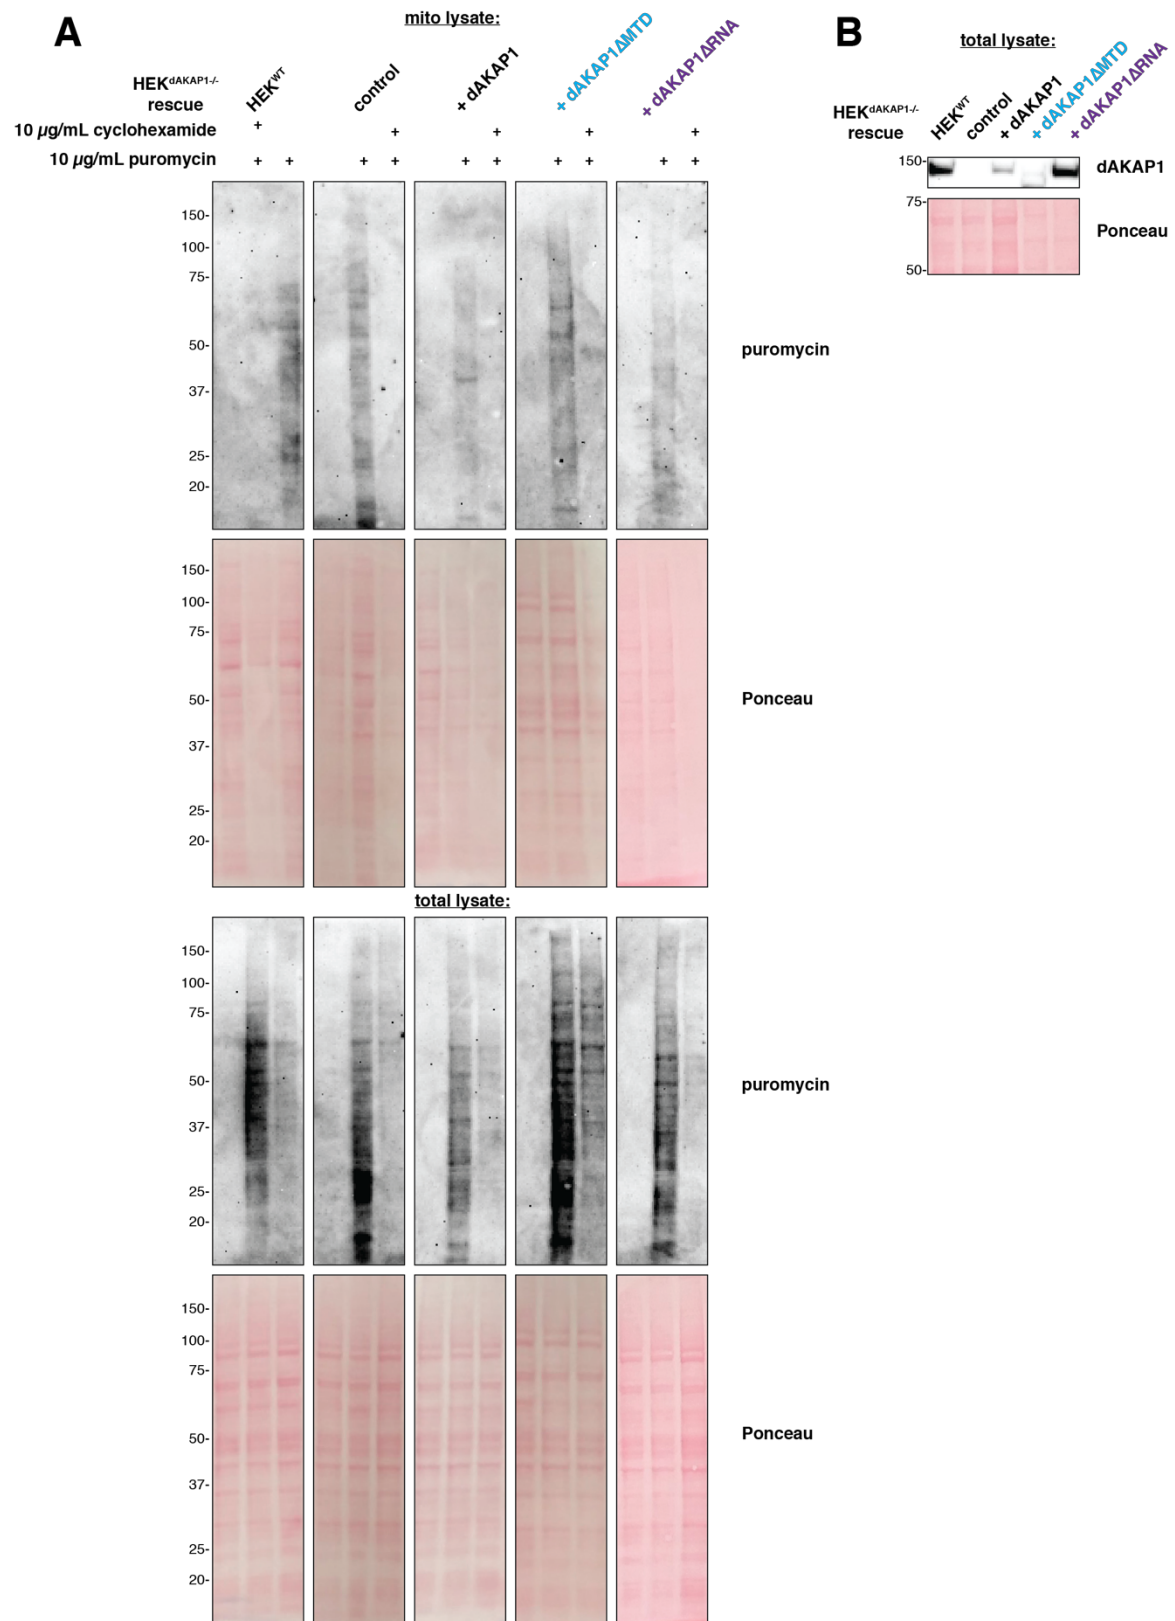 A
mito lysate:
HEKdAKAP1-/-
rescue
HEKWT
control
+ dAKAP1
+ dAKAP1ΔMTD
+ dAKAP1ΔRNA
10 µg/mL cyclohexamide + + + + +
10 µg/mL puromycin + + + + + + + + + +
150-
100-
75-
50-
37-
25-
20-
puromycin
150-
100-
75-
50-
37-
25-
20-
Ponceau
total lysate:
150-
100-
75-
50-
37-
25-
20-
puromycin
150-
100-
75-
50-
37-
25-
20-
Ponceau
B
total lysate:
HEKdAKAP1-/-
rescue
HEKWT
control
+ dAKAP1
+ dAKAP1ΔMTD
+ dAKAP1ΔRNA
150-
dAKAP1
75-
50-
Ponceau